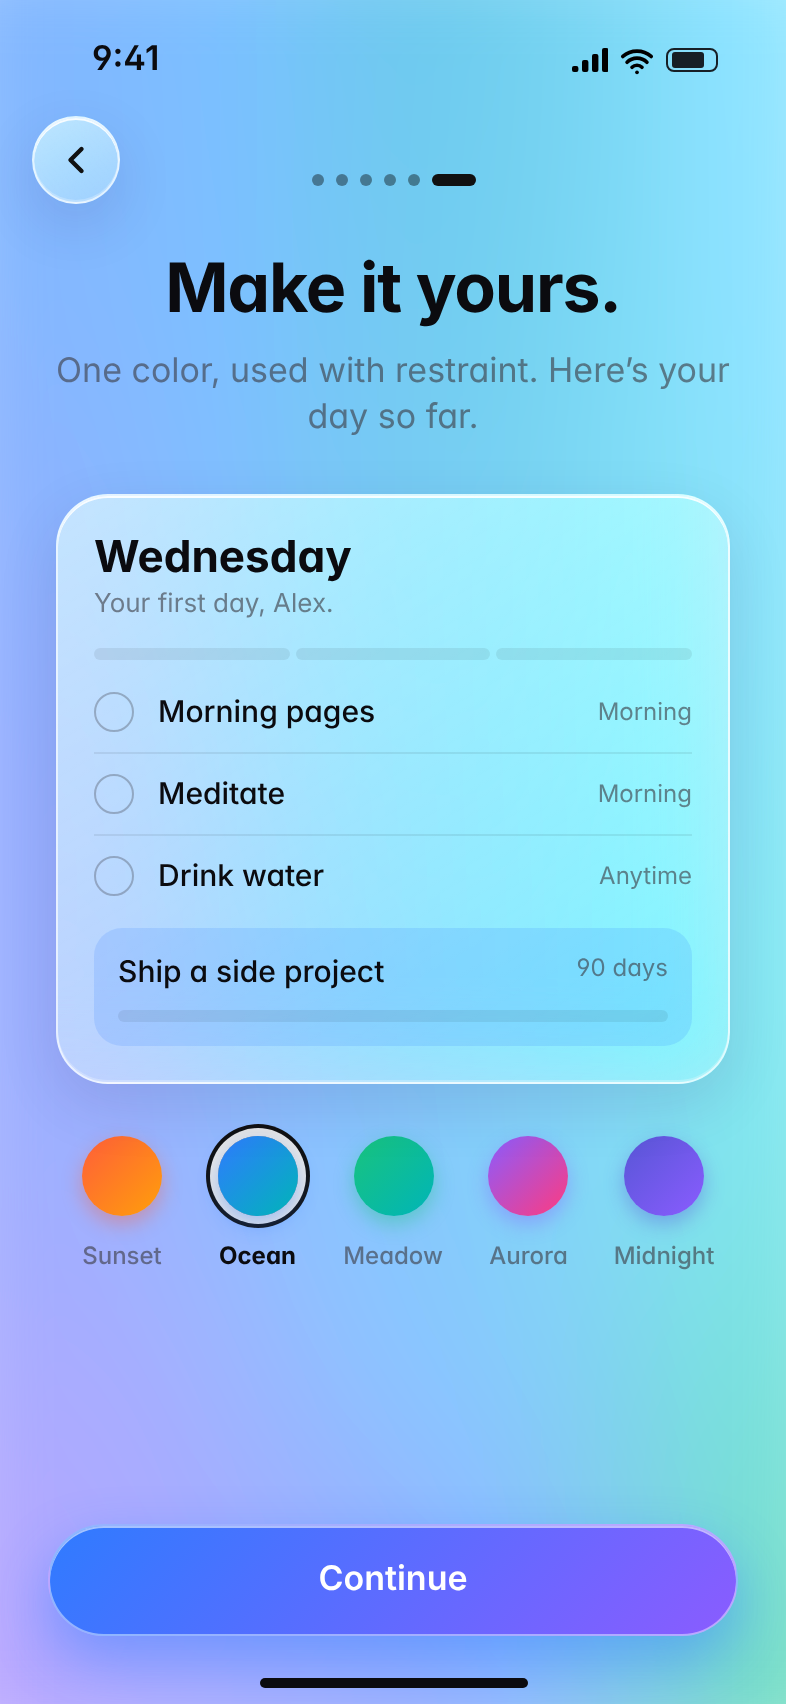 9:41
Make it yours.
One color, used with restraint. Here’s your
day so far.
Wednesday
Your first day, Alex.
Morning pages Morning
Meditate Morning
Drink water Anytime
Ship a side project 90 days
Sunset Ocean Meadow Aurora Midnight
Continue